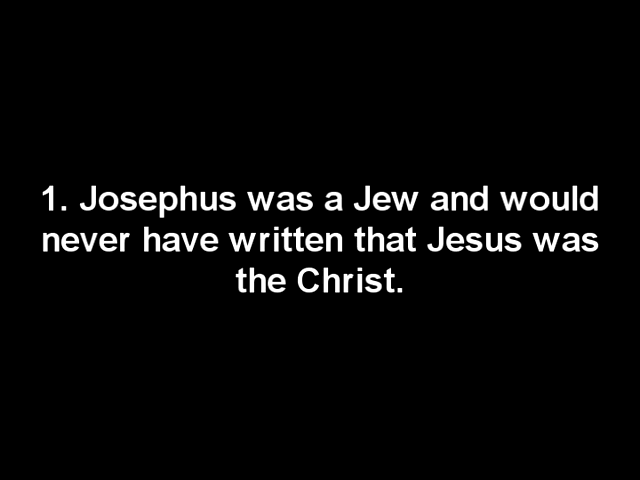 1. Josephus was a Jew and would
never have written that Jesus was
the Christ.